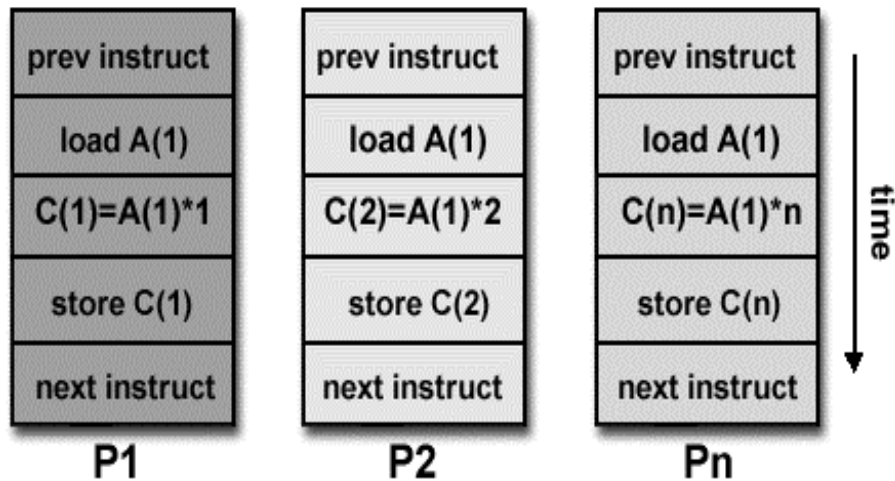 prev instruct
load A(1)
C(1)=A(1)*1
store C(1)
next instruct
P1
prev instruct
load A(1)
C(2)=A(1)*2
store C(2)
next instruct
P2
prev instruct
load A(1)
C(n)=A(1)*n
store C(n)
next instruct
Pn
time